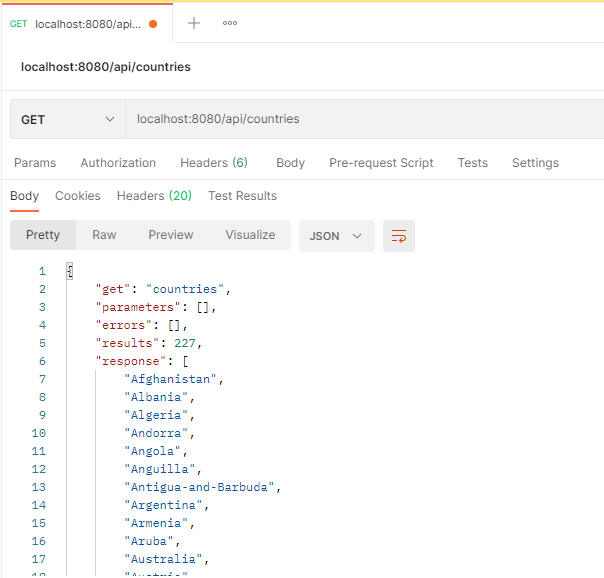 GET localhost:8080/api...
localhost:8080/api/countries
GET localhost:8080/api/countries
Params Authorization Headers (6) Body Pre-request Script Tests Settings
Body Cookies Headers (20) Test Results
Pretty Raw Preview Visualize JSON
1 {
2 "get": "countries",
3 "parameters": [],
4 "errors": [],
5 "results": 227,
6 "response": [
7 "Afghanistan",
8 "Albania",
9 "Algeria",
10 "Andorra",
11 "Angola",
12 "Anguilla",
13 "Antigua-and-Barbuda",
14 "Argentina",
15 "Armenia",
16 "Aruba",
17 "Australia",
18 "Austria",